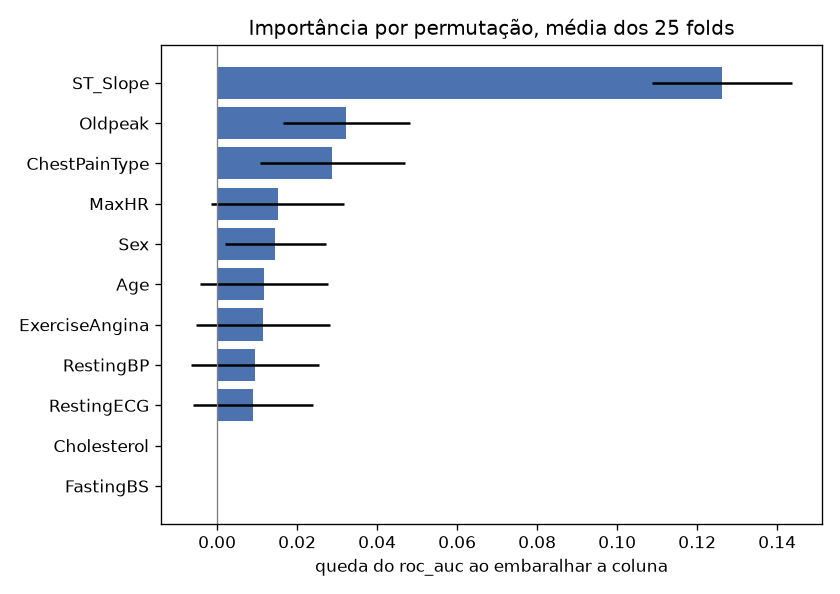 Importância por permutação, média dos 25 folds
ST_Slope
Oldpeak
ChestPainType
MaxHR
Sex
Age
ExerciseAngina
RestingBP
RestingECG
Cholesterol
FastingBS
0.00 0.02 0.04 0.06 0.08 0.10 0.12 0.14
queda do roc_auc ao embaralhar a coluna